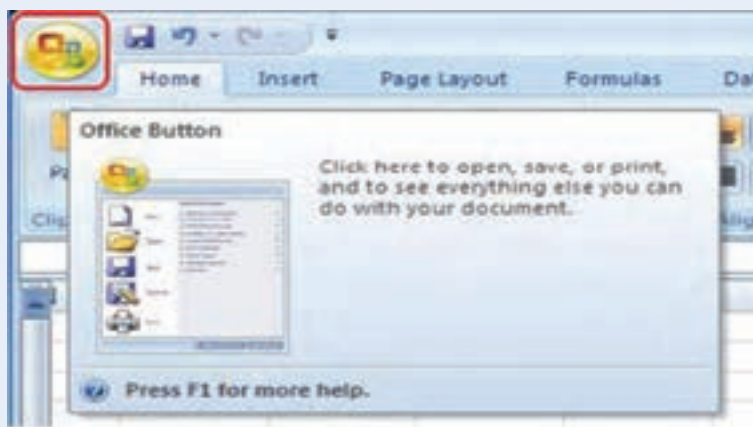 Home Insert Page Layout Formulas Da
Office Button
Click here to open, save, or print,
and to see everything else you can
do with your document.
Press F1 for more help.